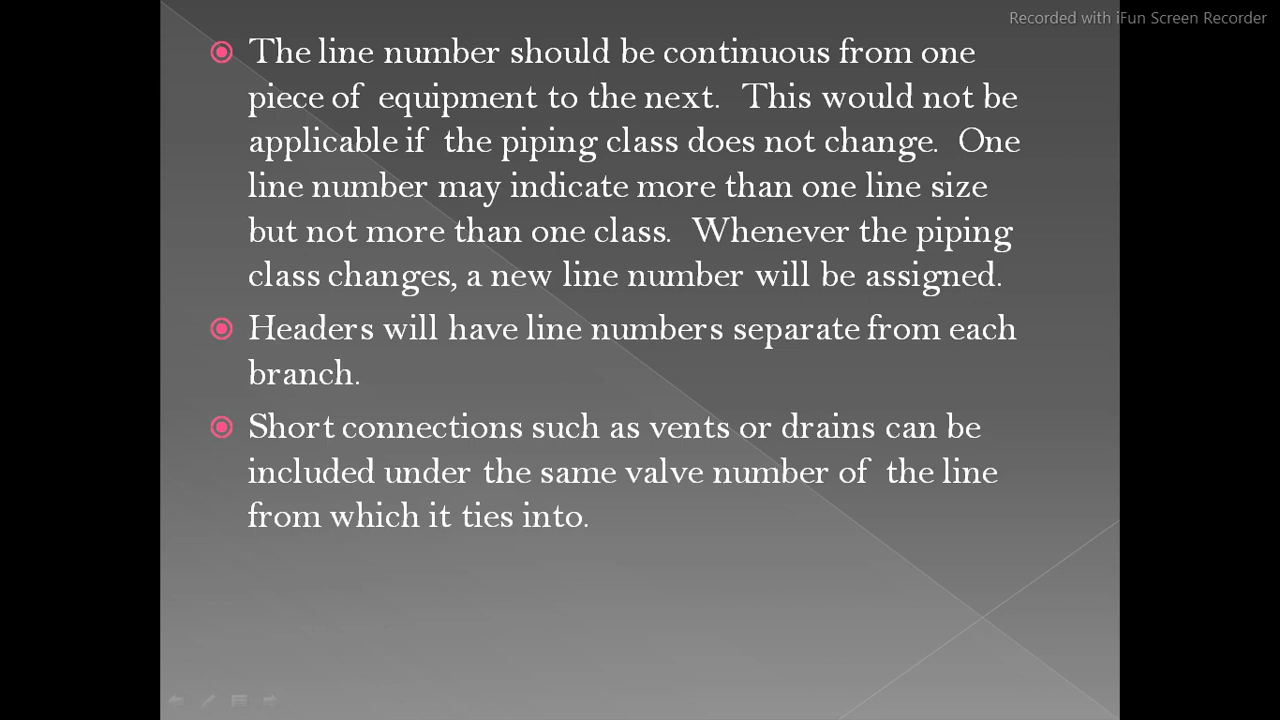 Recorded with iFun Screen Recorder
The line number should be continuous from one
piece of equipment to the next. This would not be
applicable if the piping class does not change. One
line number may indicate more than one line size
but not more than one class. Whenever the piping
class changes, a new line number will be assigned.
Headers will have line numbers separate from each
branch.
Short connections such as vents or drains can be
included under the same valve number of the line
from which it ties into.